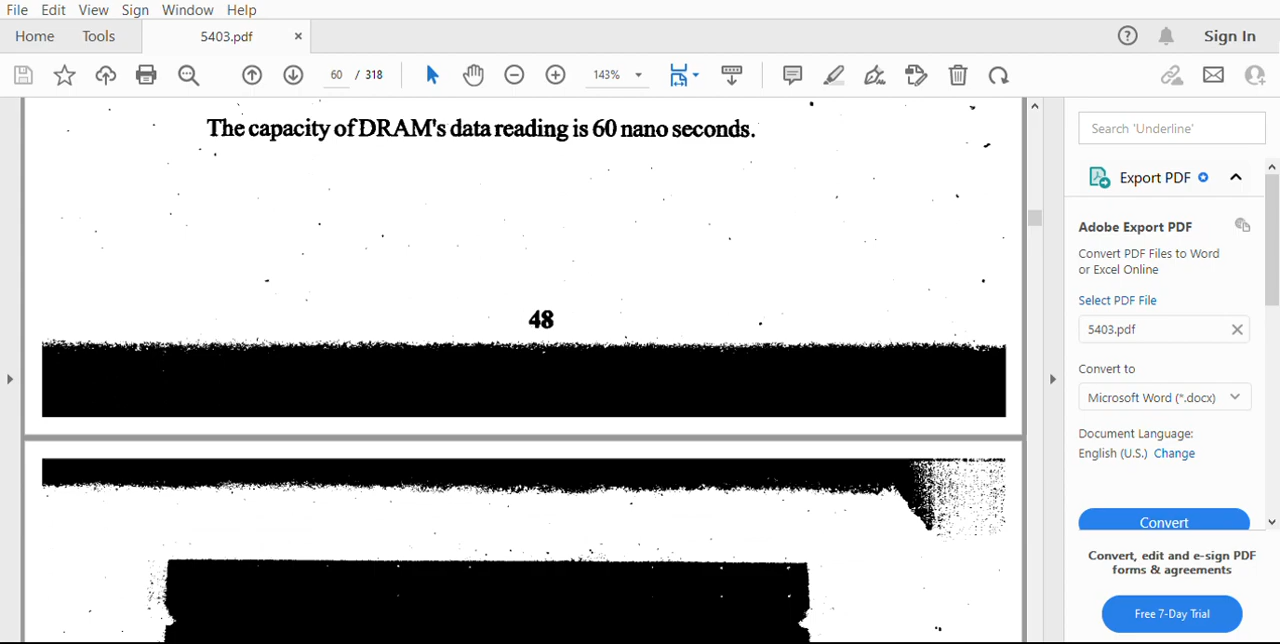 File Edit View Sign Window Help
Home Tools 5403.pdf × Sign In
60 / 318 143%
The capacity of DRAM's data reading is 60 nano seconds.
48
Search 'Underline'
Export PDF
Adobe Export PDF
Convert PDF Files to Word
or Excel Online
Select PDF File
5403.pdf
Convert to
Microsoft Word (*.docx)
Document Language:
English (U.S.) Change
Convert
Convert, edit and e-sign PDF
forms & agreements
Free 7-Day Trial